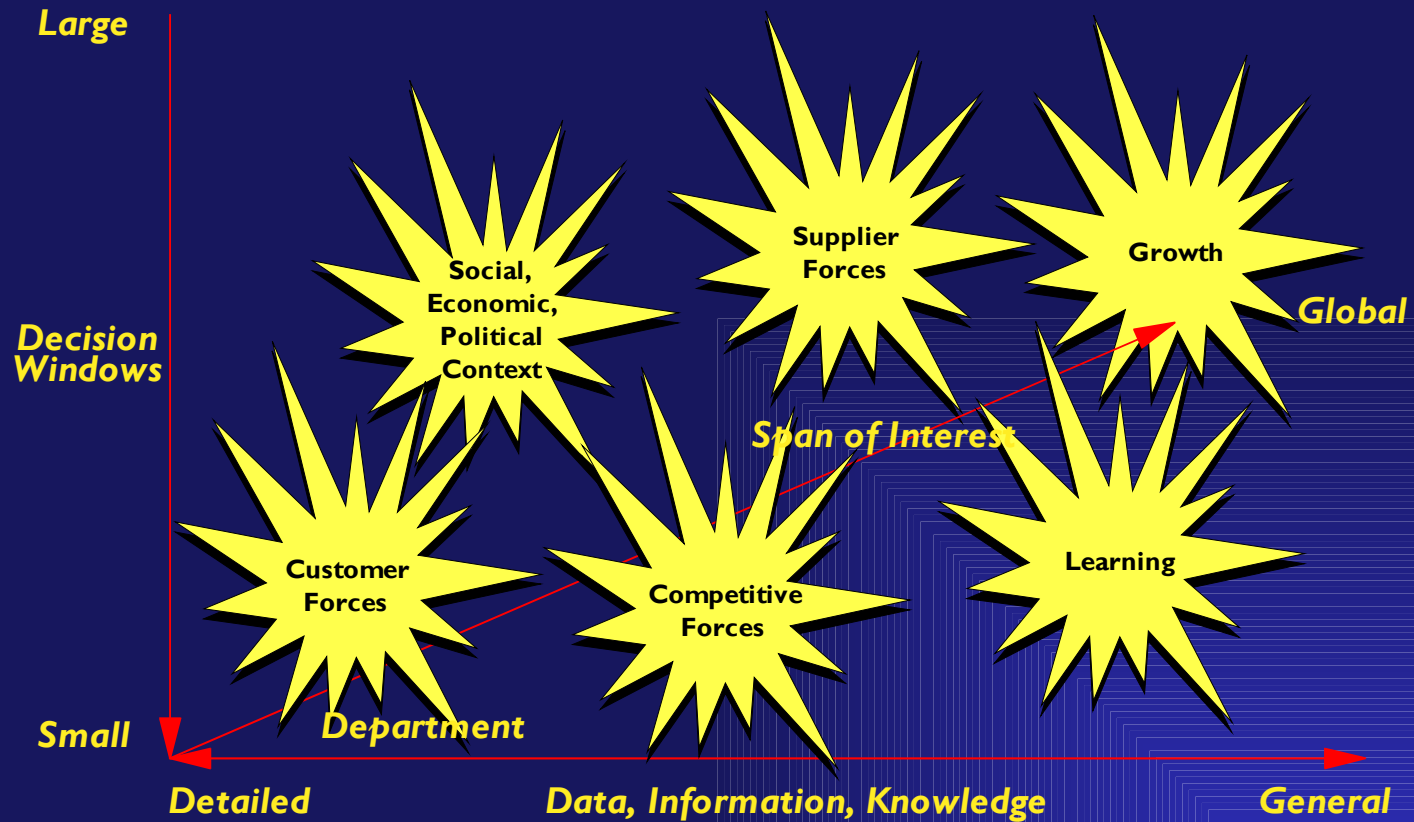 Large
Supplier
Forces
Growth
Social,
Economic,
Political
Context
Global
Decision
Windows
Span of Interest
Customer
Forces
Competitive
Forces
Learning
Small
Department
Detailed
Data, Information, Knowledge
General